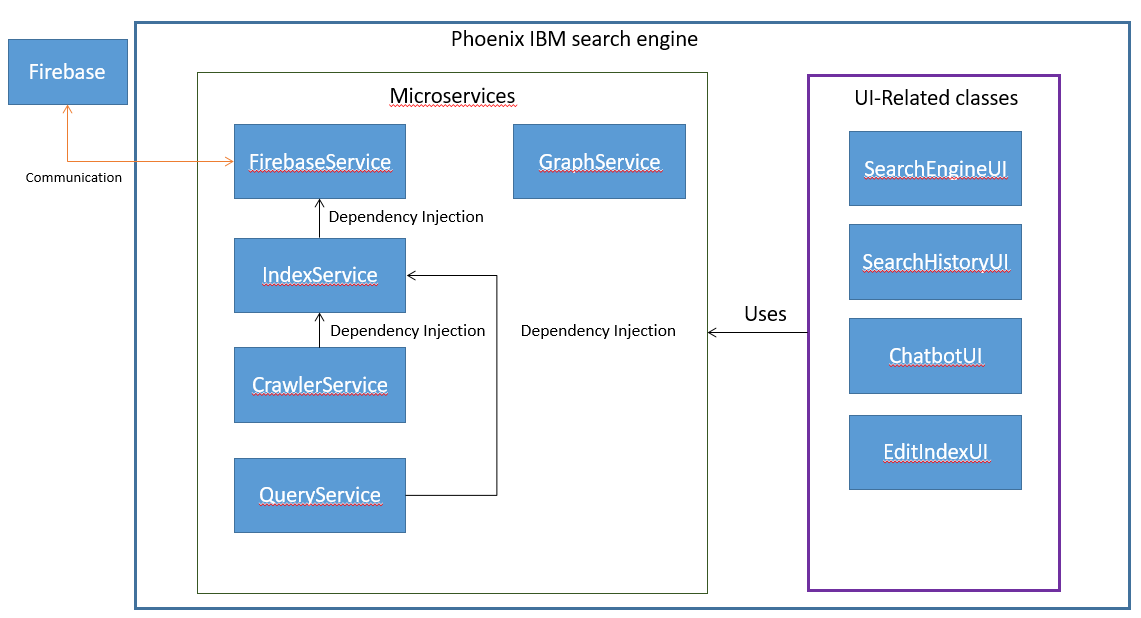 Phoenix IBM search engine
Firebase
Communication
Microservices
FirebaseService
GraphService
Dependency Injection
IndexService
Dependency Injection
Dependency Injection
CrawlerService
QueryService
Uses
UI-Related classes
SearchEngineUI
SearchHistoryUI
ChatbotUI
EditIndexUI